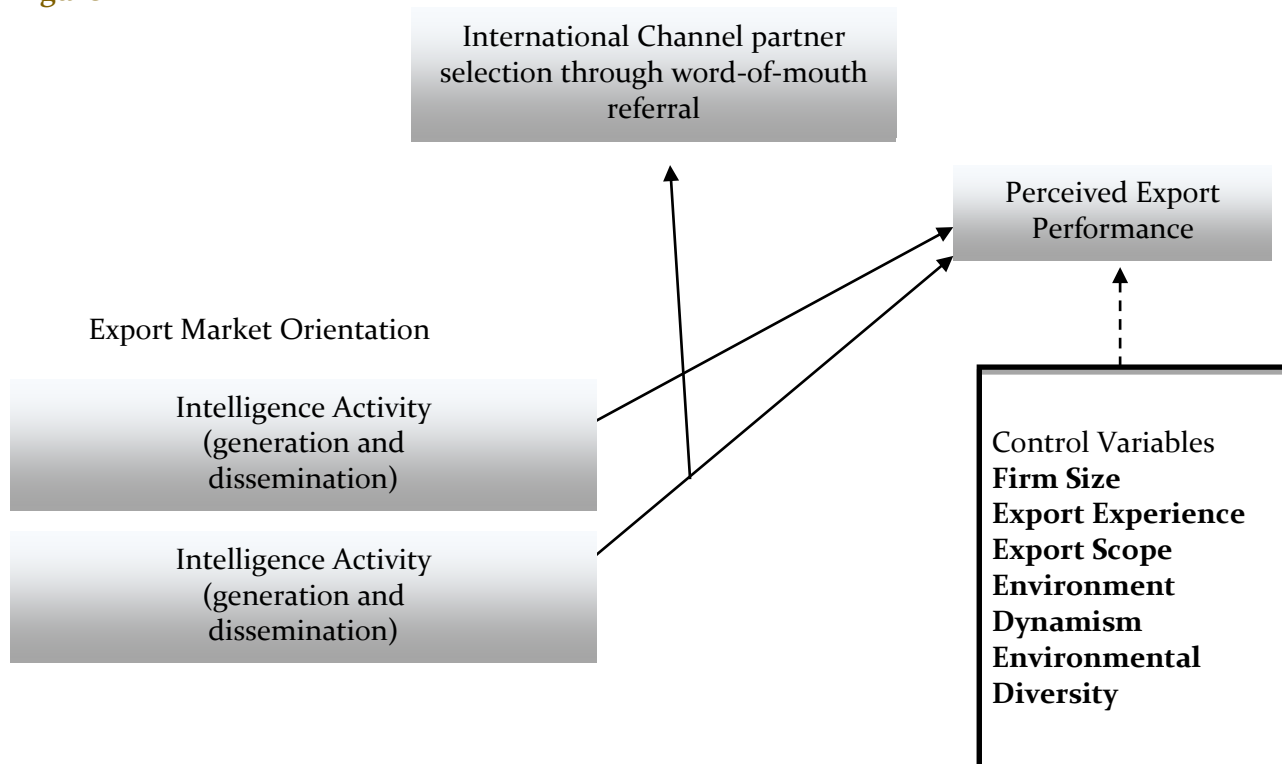 International Channel partner
selection through word-of-mouth
referral
Perceived Export
Performance
Export Market Orientation
Intelligence Activity
(generation and
dissemination)
Intelligence Activity
(generation and
dissemination)
Control Variables
Firm Size
Export Experience
Export Scope
Environment
Dynamism
Environmental
Diversity